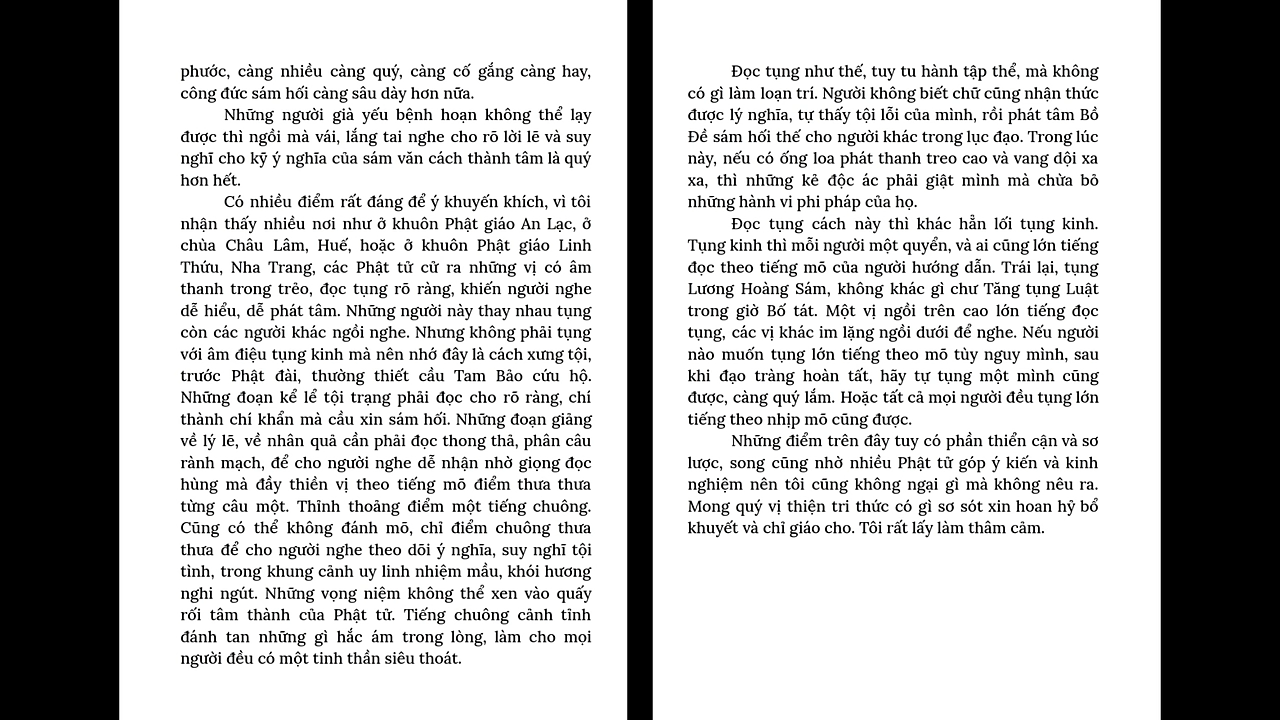 phước, càng nhiều càng quý, càng cố gắng càng hay,
công đức sám hối càng sâu dày hơn nữa.
Những người già yếu bệnh hoạn không thể lạy
được thì ngồi mà vái, lắng tai nghe cho rõ lời lẽ và suy
nghĩ cho kỹ ý nghĩa của sám văn cách thành tâm là quý
hơn hết.
Có nhiều điểm rất đáng để ý khuyến khích, vì tôi
nhận thấy nhiều nơi như ở khuôn Phật giáo An Lạc, ở
chùa Châu Lâm, Huế, hoặc ở khuôn Phật giáo Linh
Thứu, Nha Trang, các Phật tử cử ra những vị có âm
thanh trong trẻo, đọc tụng rõ ràng, khiến người nghe
dễ hiểu, dễ phát tâm. Những người này thay nhau tụng
còn các người khác ngồi nghe. Nhưng không phải tụng
với âm điệu tụng kinh mà nên nhớ đây là cách xưng tội,
trước Phật đài, thường thiết cầu Tam Bảo cứu hộ.
Những đoạn kể lể tội trạng phải đọc cho rõ ràng, chí
thành chí khẩn mà cầu xin sám hối. Những đoạn giảng
về lý lẽ, về nhân quả cần phải đọc thong thả, phân câu
rành mạch, để cho người nghe dễ nhận nhờ giọng đọc
hùng mà đầy thiền vị theo tiếng mõ điểm thưa thưa
từng câu một. Thỉnh thoảng điểm một tiếng chuông.
Cũng có thể không đánh mõ, chỉ điểm chuông thưa
thưa để cho người nghe theo dõi ý nghĩa, suy nghĩ tội
tình, trong khung cảnh uy linh nhiệm mầu, khói hương
nghi ngút. Những vọng niệm không thể xen vào quấy
rối tâm thành của Phật tử. Tiếng chuông cảnh tỉnh
đánh tan những gì hắc ám trong lòng, làm cho mọi
người đều có một tinh thần siêu thoát.
Đọc tụng như thế, tuy tu hành tập thể, mà không
có gì làm loạn trí. Người không biết chữ cũng nhận thức
được lý nghĩa, tự thấy tội lỗi của mình, rồi phát tâm Bồ
Đề sám hối thế cho người khác trong lục đạo. Trong lúc
này, nếu có ống loa phát thanh treo cao và vang dội xa
xa, thì những kẻ độc ác phải giật mình mà chừa bỏ
những hành vi phi pháp của họ.
Đọc tụng cách này thì khác hẳn lối tụng kinh.
Tụng kinh thì mỗi người một quyển, và ai cũng lớn tiếng
đọc theo tiếng mõ của người hướng dẫn. Trái lại, tụng
Lương Hoàng Sám, không khác gì chư Tăng tụng Luật
trong giờ Bố tát. Một vị ngồi trên cao lớn tiếng đọc
tụng, các vị khác im lặng ngồi dưới để nghe. Nếu người
nào muốn tụng lớn tiếng theo mõ tùy nguy mình, sau
khi đạo tràng hoàn tất, hãy tự tụng một mình cũng
được, càng quý lắm. Hoặc tất cả mọi người đều tụng lớn
tiếng theo nhịp mõ cũng được.
Những điểm trên đây tuy có phần thiển cận và sơ
lược, song cũng nhờ nhiều Phật tử góp ý kiến và kinh
nghiệm nên tôi cũng không ngại gì mà không nêu ra.
Mong quý vị thiện tri thức có gì sơ sót xin hoan hỷ bổ
khuyết và chỉ giáo cho. Tôi rất lấy làm thâm cảm.